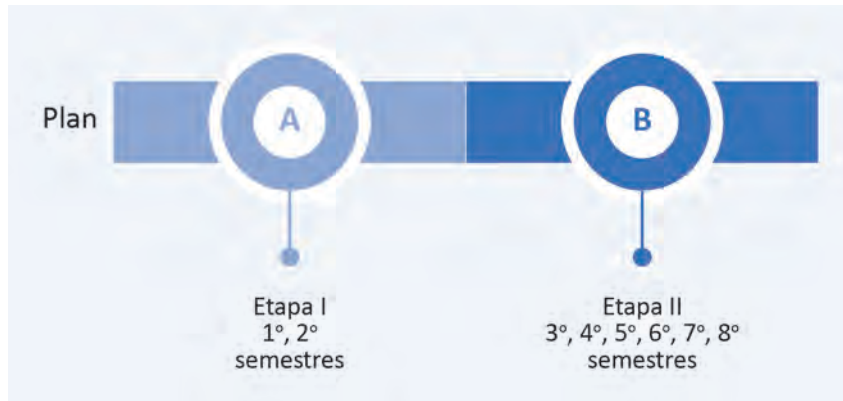 Plan
A
B
Etapa I
1°, 2°
semestres
Etapa II
3°, 4°, 5°, 6°, 7°, 8°
semestres